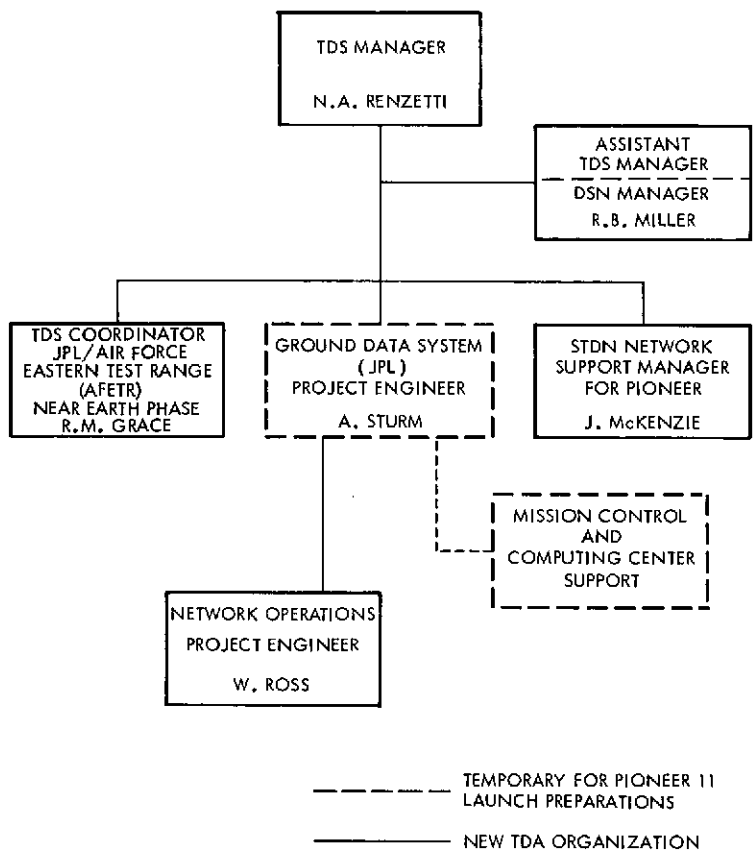 TDS MANAGER
N.A. RENZETTI
ASSISTANT
TDS MANAGER
DSN MANAGER
R.B. MILLER
TDS COORDINATOR
JPL/AIR FORCE
EASTERN TEST RANGE
(AFETR)
NEAR EARTH PHASE
R.M. GRACE
GROUND DATA SYSTEM
(JPL)
PROJECT ENGINEER
A. STURM
STDN NETWORK
SUPPORT MANAGER
FOR PIONEER
J. McKENZIE
MISSION CONTROL
AND
COMPUTING CENTER
SUPPORT
NETWORK OPERATIONS
PROJECT ENGINEER
W. ROSS
TEMPORARY FOR PIONEER 11
LAUNCH PREPARATIONS
NEW TDA ORGANIZATION